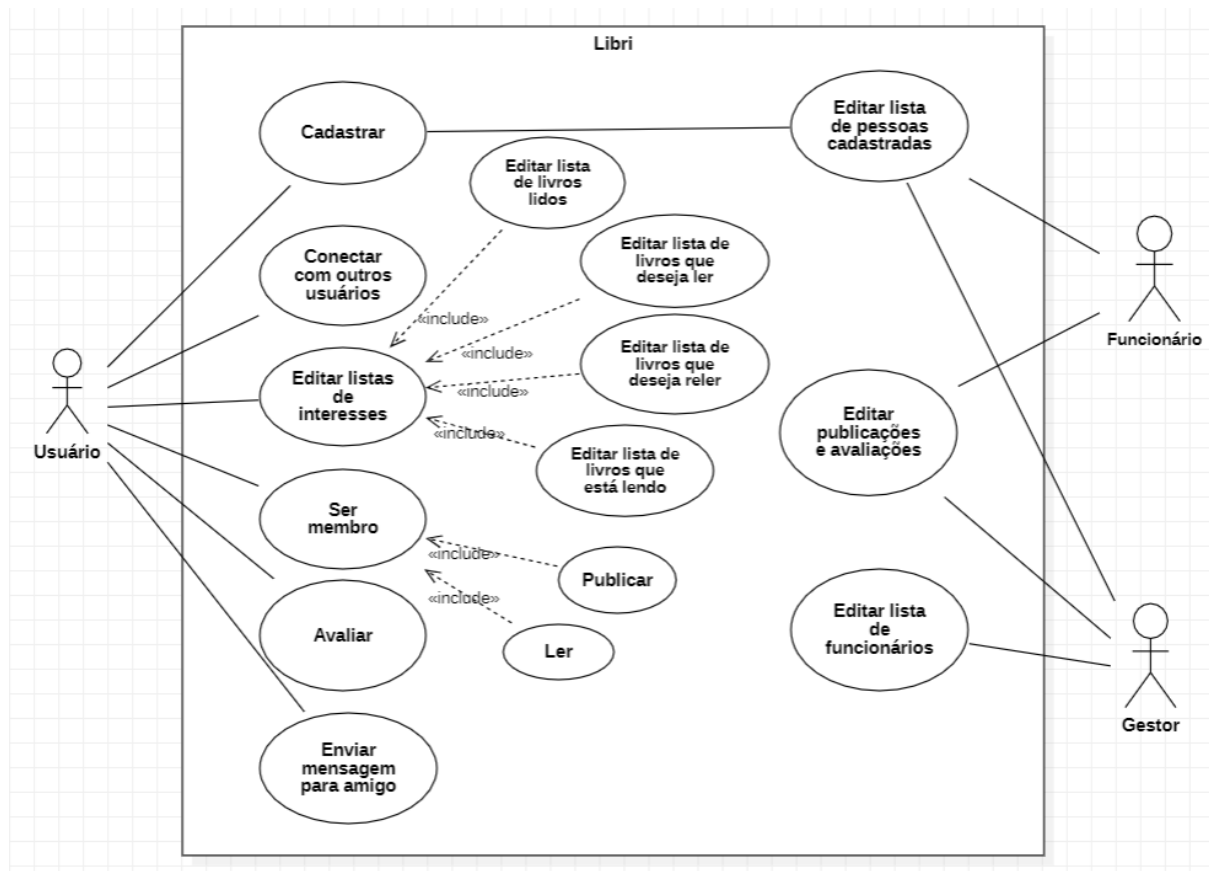 Libri
Cadastrar
Editar lista
de pessoas
cadastradas
Editar lista
de livros
lidos
Conectar
com outros
usuários
Editar lista de
livros que
deseja ler
«include»
«include»
Editar listas
de
interesses
Editar lista de
livros que
deseja reler
«include»
«include»
Editar lista de
livros que
está lendo
Editar
publicações
e avaliações
Funcionário
Usuário
Ser
membro
«include»
Publicar
«include»
Avaliar
Ler
Editar lista
de
funcionários
Gestor
Enviar
mensagem
para amigo